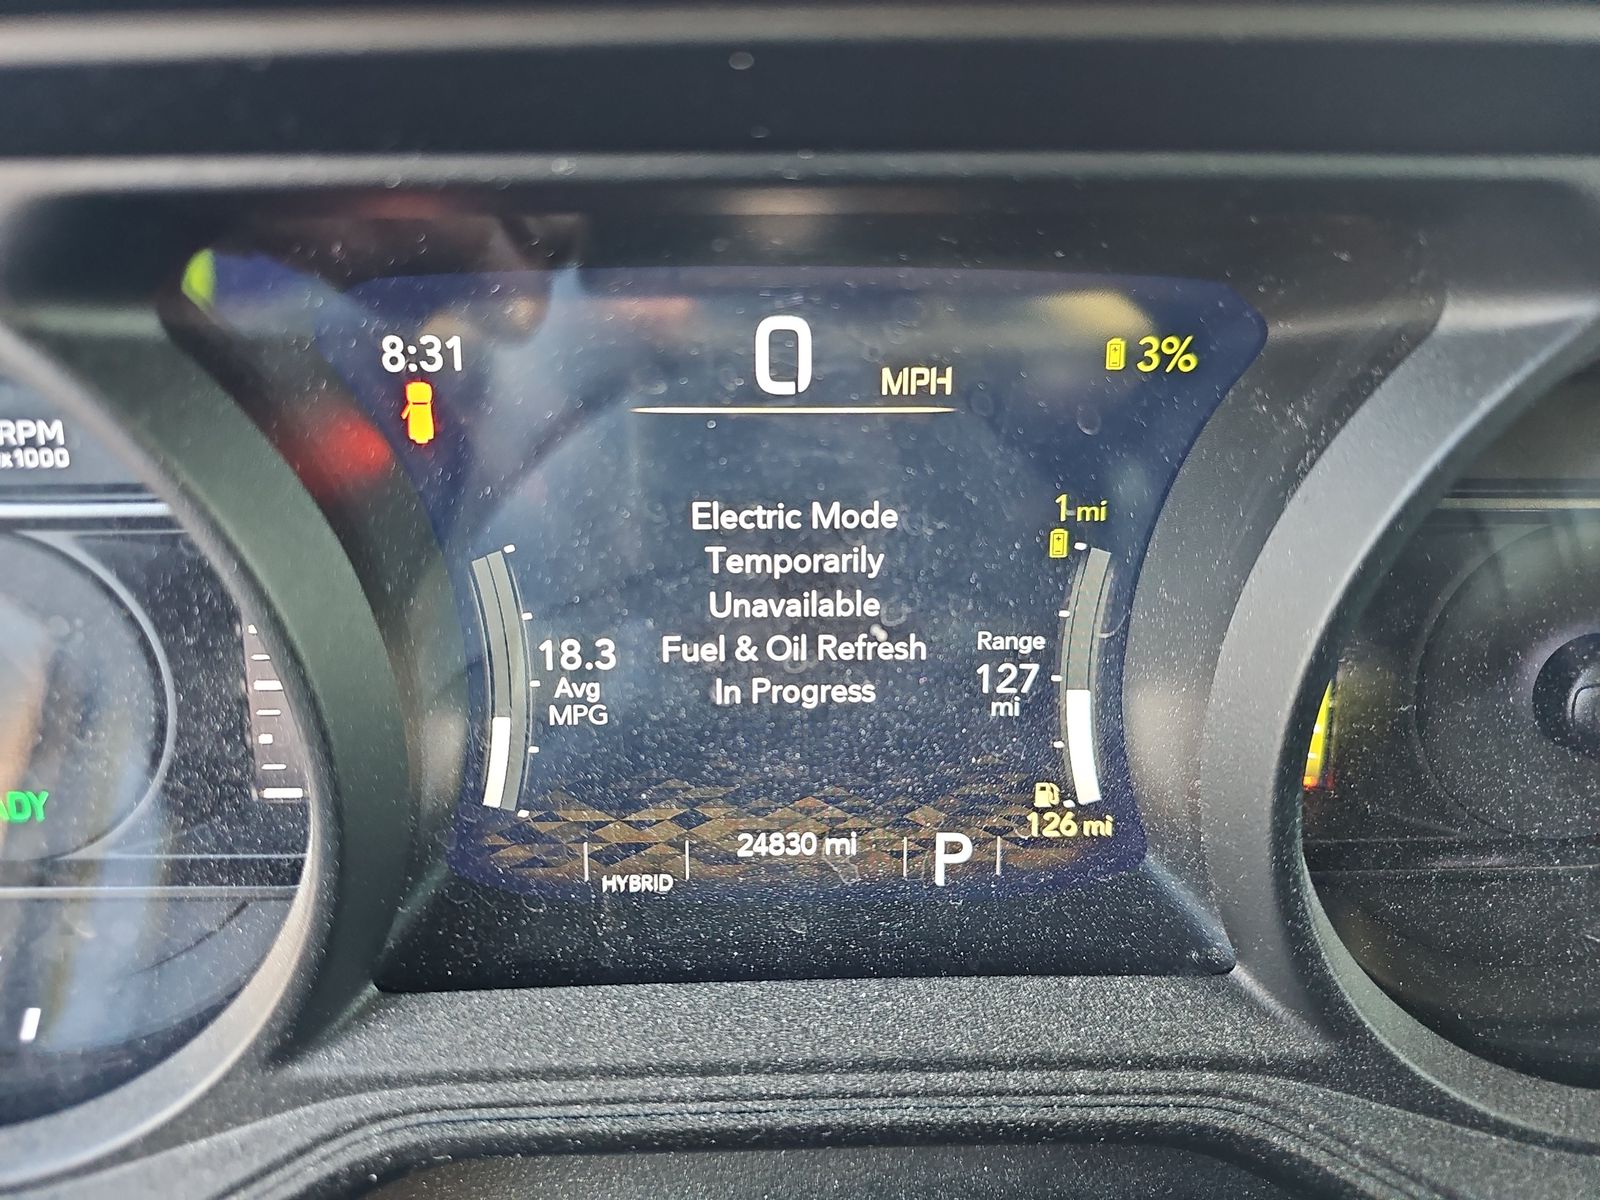 8:31
0 MPH
3%
RPM
x1000
Electric Mode
Temporarily
Unavailable
Fuel & Oil Refresh
In Progress
1 mi
18.3
Avg
MPG
Range
127
mi
126 mi
24830 mi
HYBRID
P